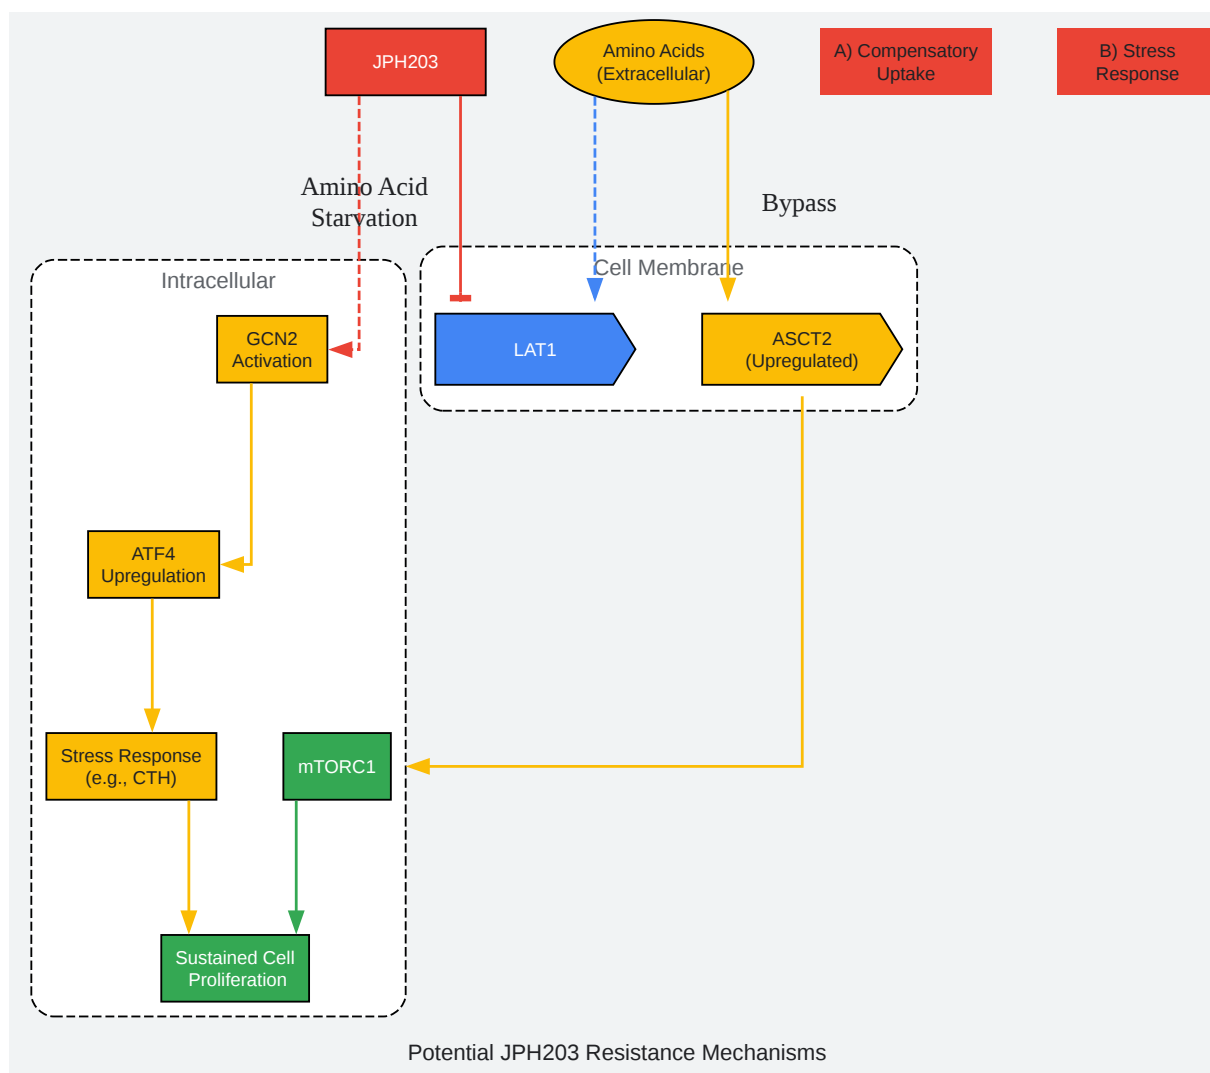 JPH203
Amino Acids
(Extracellular)
A) Compensatory
Uptake
B) Stress
Response
Amino Acid
Starvation
Bypass
Intracellular
Cell Membrane
GCN2
Activation
LAT1
ASCT2
(Upregulated)
ATF4
Upregulation
Stress Response
(e.g., CTH)
mTORC1
Sustained Cell
Proliferation
Potential JPH203 Resistance Mechanisms